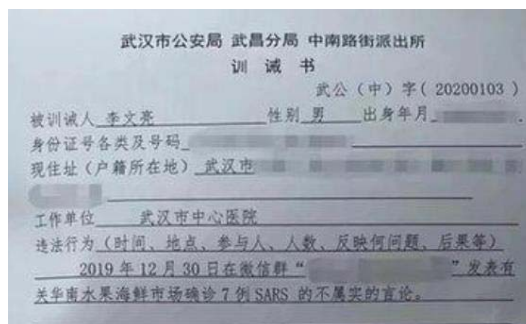 武汉市公安局 武昌分局 中南路街派出所
训 诫 书
武公（中）字( 20200103 )
被训诫人 李文亮 性别 男 出身年月
身份证号各类及号码
现住址（户籍所在地）武汉市
工作单位 武汉市中心医院
违法行为（时间、地点、参与人、人数、反映何问题、后果等）
2019 年 12 月 30 日在微信群“ ”发表有
关华南水果海鲜市场确诊 7 例 SARS 的不属实的言论。